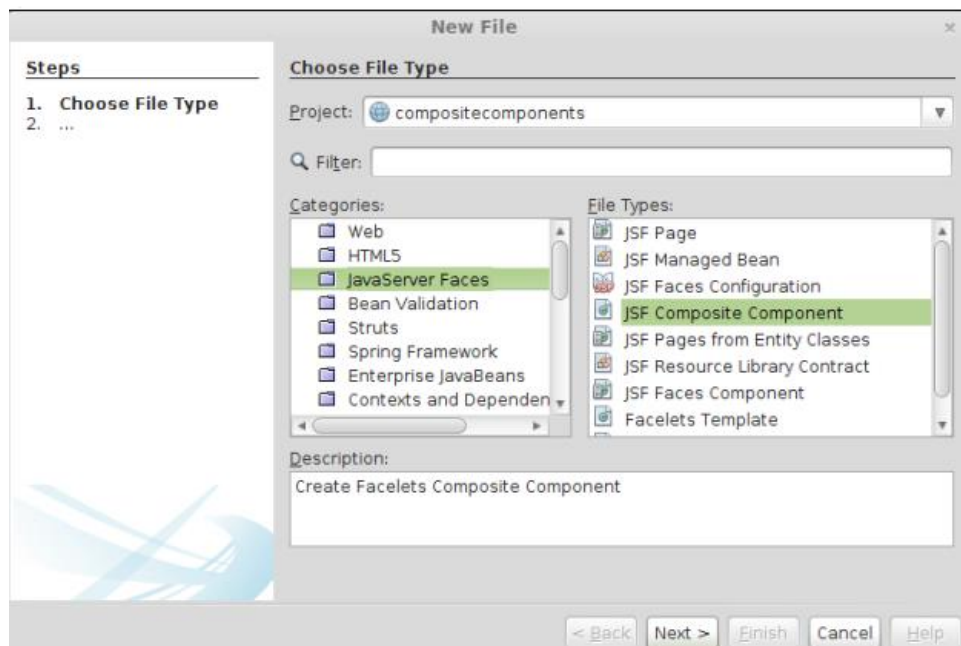 New File
Steps
1. Choose File Type
2. ...
Choose File Type
Project: compositecomponents
Filter:
Categories:
Web
HTML5
JavaServer Faces
Bean Validation
Struts
Spring Framework
Enterprise JavaBeans
Contexts and Dependen
File Types:
JSF Page
JSF Managed Bean
JSF Faces Configuration
JSF Composite Component
JSF Pages from Entity Classes
JSF Resource Library Contract
JSF Faces Component
Facelets Template
Description:
Create Facelets Composite Component
< Back Next > Finish Cancel Help